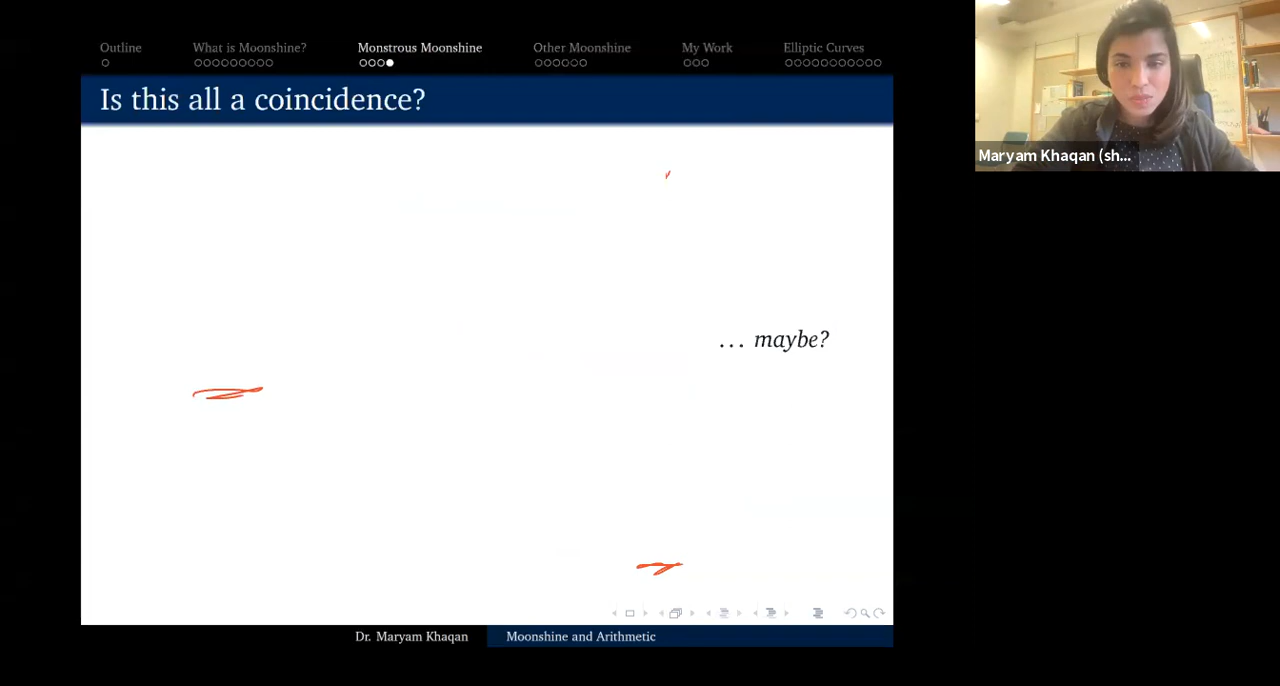 Outline What is Moonshine? Monstrous Moonshine Other Moonshine My Work Elliptic Curves
Is this all a coincidence?
... maybe?
Dr. Maryam Khaqan Moonshine and Arithmetic
Maryam Khaqan (sh...